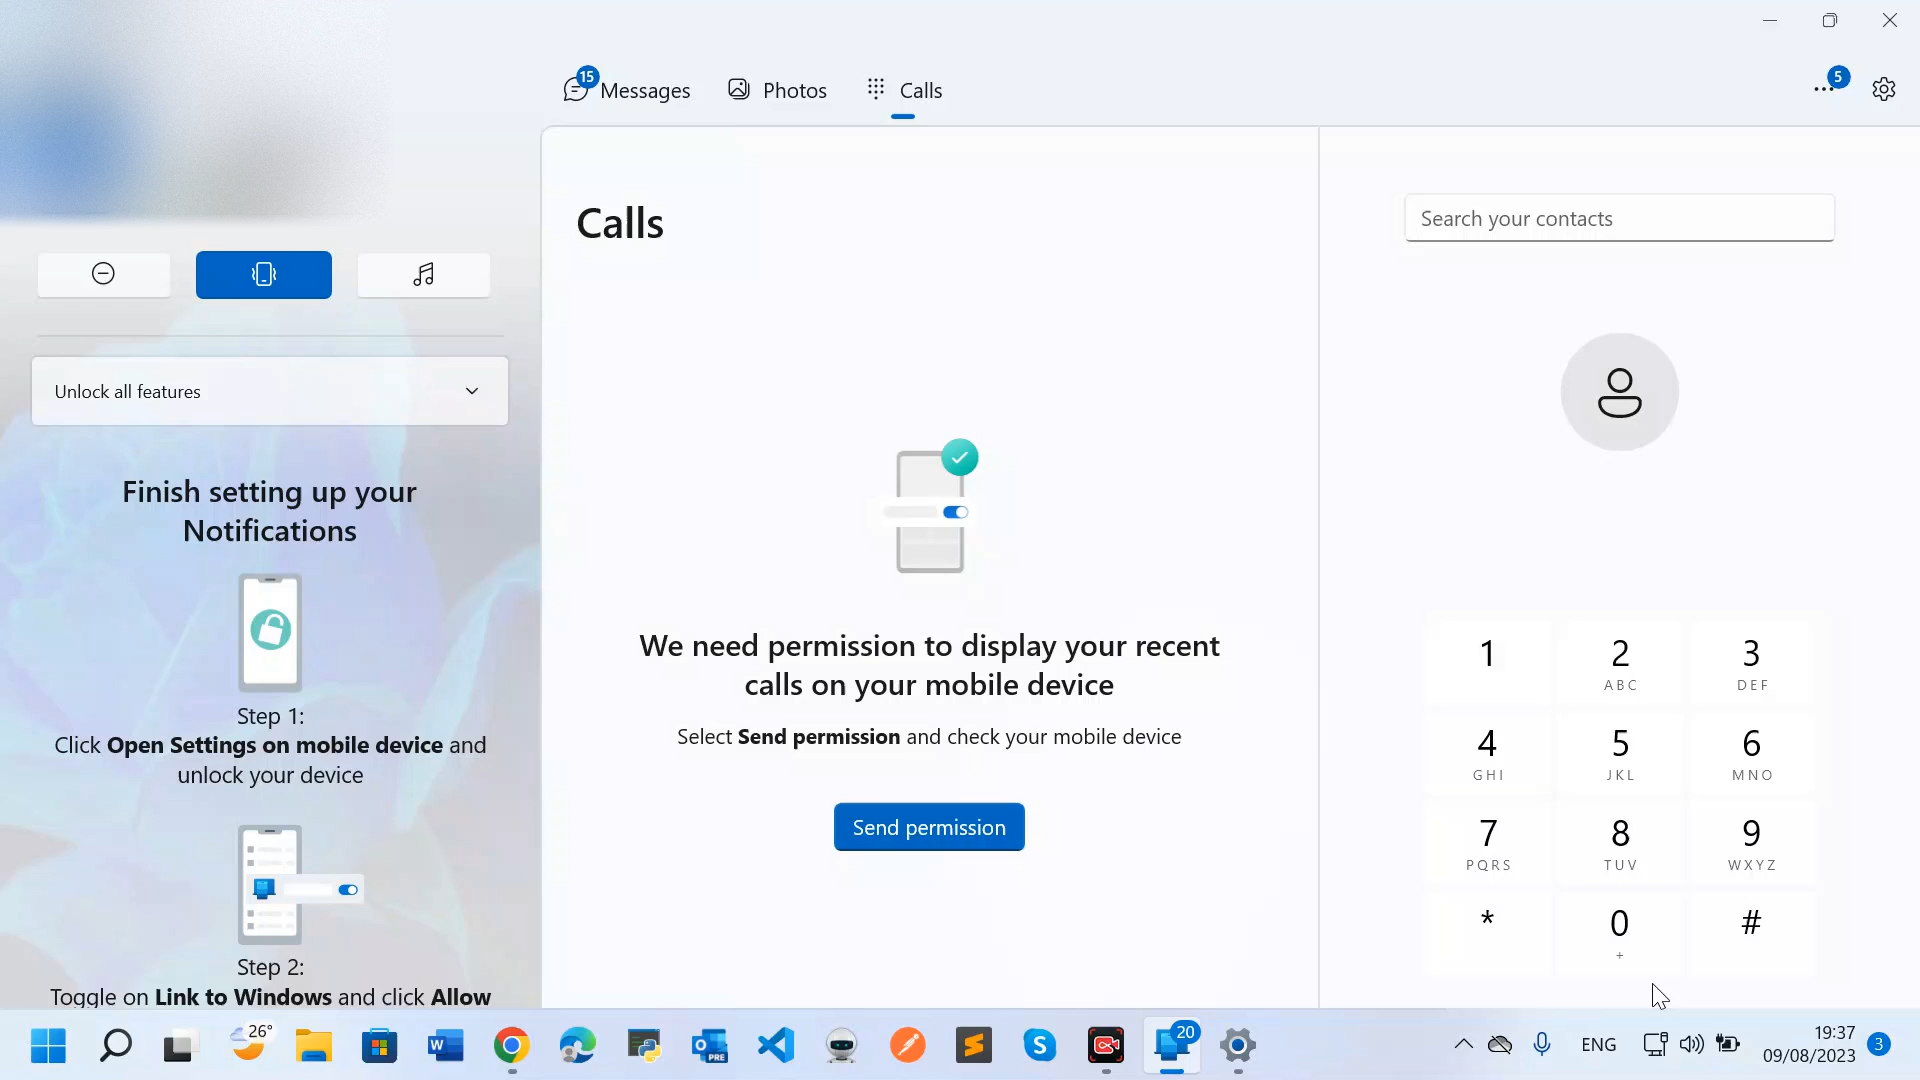 15
Messages
Photos
Calls
5
Unlock all features
Finish setting up your
Notifications
Step 1:
Click Open Settings on mobile device and
unlock your device
Step 2:
Toggle on Link to Windows and click Allow
Calls
We need permission to display your recent
calls on your mobile device
Select Send permission and check your mobile device
Send permission
Search your contacts
1
2
ABC
3
DEF
4
GHI
5
JKL
6
MNO
7
PQRS
8
TUV
9
WXYZ
*
0
+
#
26°
W
O
PRE
S
S
20
ENG
19:37
09/08/2023
3